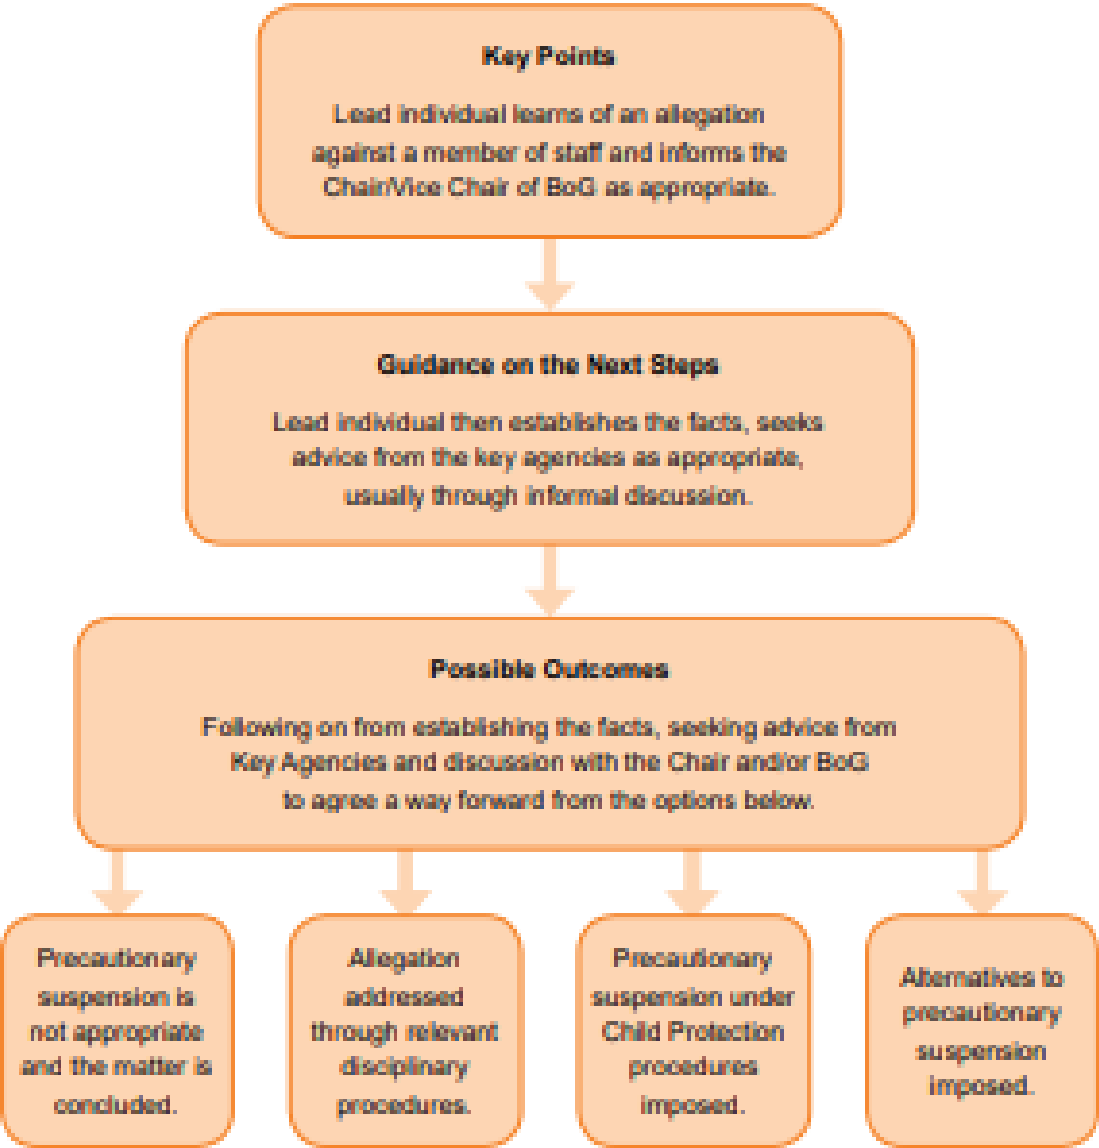 Key Points
Lead individual learns of an allegation
against a member of staff and informs the
Chair/Vice Chair of BoG as appropriate.
Guidance on the Next Steps
Lead individual then establishes the facts, seeks
advice from the key agencies as appropriate,
usually through informal discussion.
Possible Outcomes
Following on from establishing the facts, seeking advice from
Key Agencies and discussion with the Chair and/or BoG
to agree a way forward from the options below.
Precautionary
suspension is
not appropriate
and the matter is
concluded.
Allegation
addressed
through relevant
disciplinary
procedures.
Precautionary
suspension under
Child Protection
procedures
imposed.
Alternatives to
precautionary
suspension
imposed.